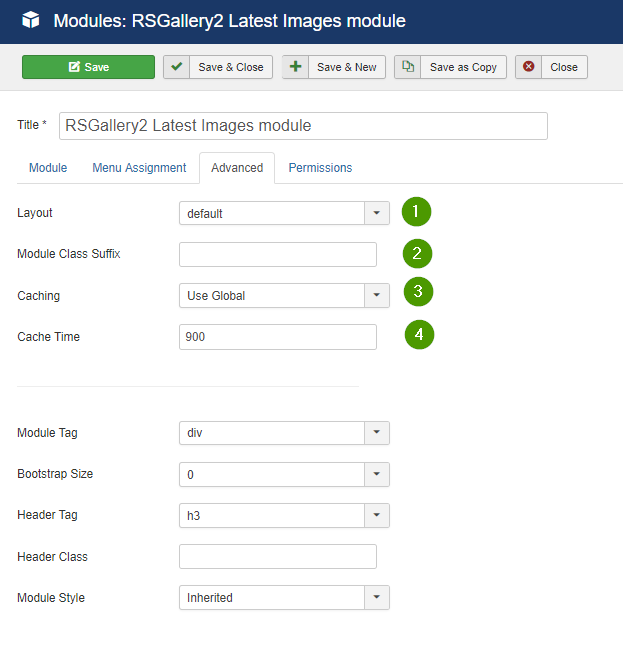 Modules: RSGallery2 Latest Images module
Save Save & Close Save & New Save as Copy Close
Title * RSGallery2 Latest Images module
Module Menu Assignment Advanced Permissions
Layout default 1
Module Class Suffix 2
Caching Use Global 3
Cache Time 900 4
Module Tag div
Bootstrap Size 0
Header Tag h3
Header Class
Module Style Inherited